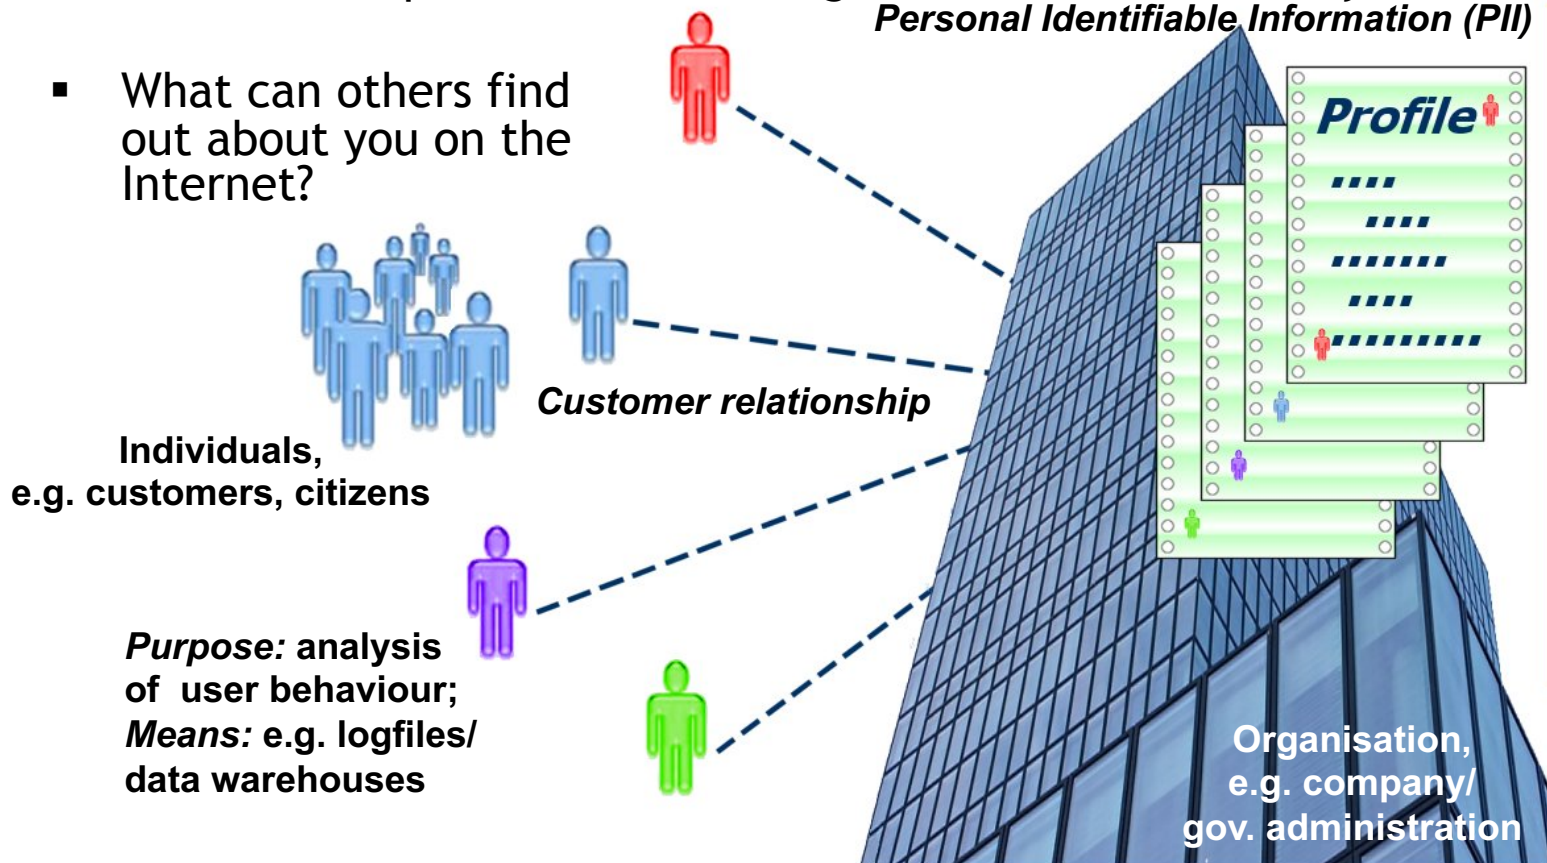 Personal Identifiable Information (PII)
▪ What can others find
out about you on the
Internet?
Profile
Customer relationship
Individuals,
e.g. customers, citizens
Purpose: analysis
of user behaviour;
Means: e.g. logfiles/
data warehouses
Organisation,
e.g. company/
gov. administration